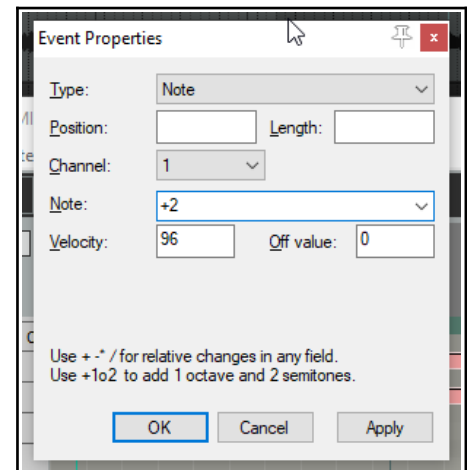 Event Properties
Type: Note
Position: Length:
Channel: 1
Note: +2
Velocity: 96 Off value: 0
Use + -* / for relative changes in any field.
Use +1o2 to add 1 octave and 2 semitones.
OK Cancel Apply